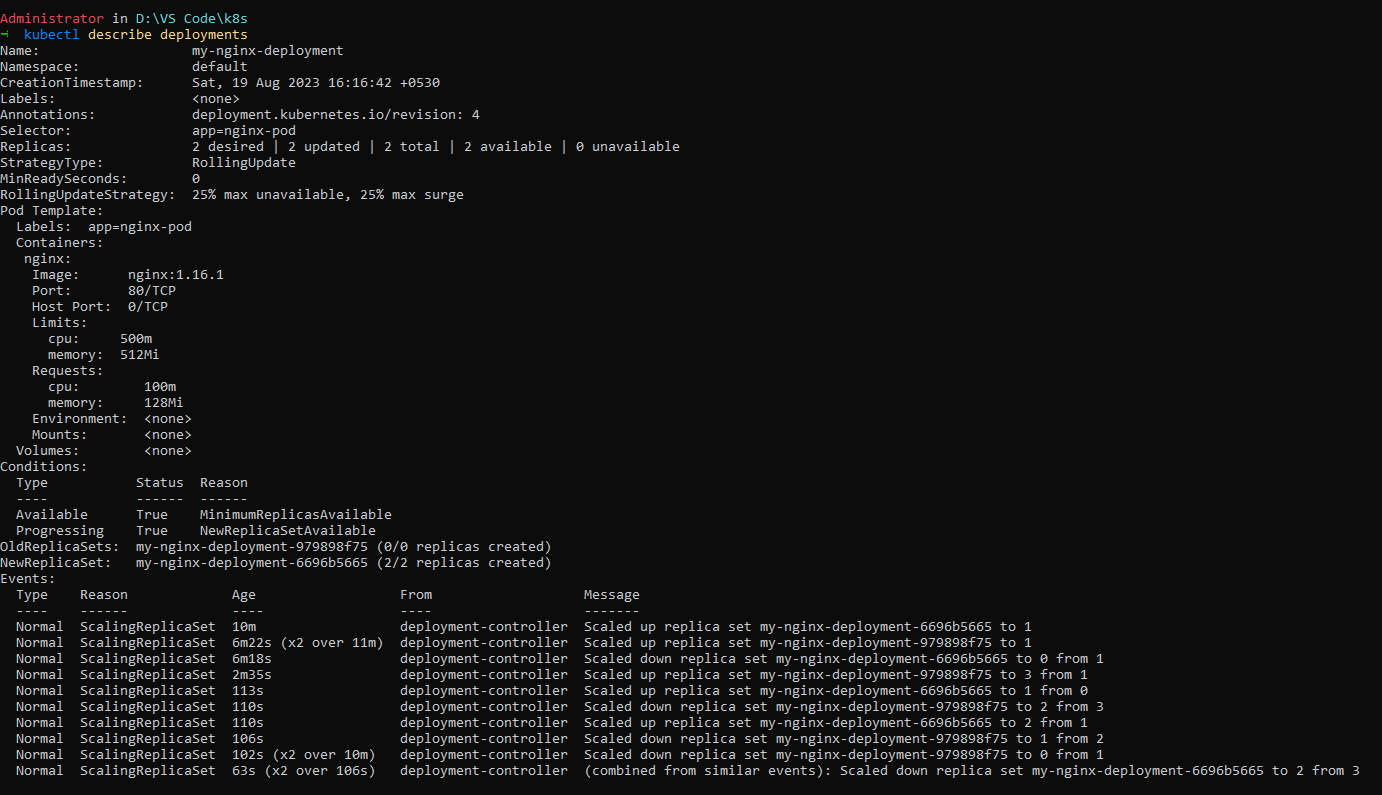 Administrator in D:\VS Code\k8s
kubectl describe deployments
Name:                   my-nginx-deployment
Namespace:              default
CreationTimestamp:      Sat, 19 Aug 2023 16:16:42 +0530
Labels:                 <none>
Annotations:            deployment.kubernetes.io/revision: 4
Selector:               app=nginx-pod
Replicas:               2 desired | 2 updated | 2 total | 2 available | 0 unavailable
StrategyType:           RollingUpdate
MinReadySeconds:        0
RollingUpdateStrategy:  25% max unavailable, 25% max surge
Pod Template:
  Labels:  app=nginx-pod
  Containers:
   nginx:
    Image:      nginx:1.16.1
    Port:       80/TCP
    Host Port:  0/TCP
    Limits:
      cpu:     500m
      memory:  512Mi
    Requests:
      cpu:        100m
      memory:     128Mi
    Environment:  <none>
    Mounts:       <none>
  Volumes:        <none>
Conditions:
  Type           Status  Reason
  ----           ------  ------
  Available      True    MinimumReplicasAvailable
  Progressing    True    NewReplicaSetAvailable
OldReplicaSets:  my-nginx-deployment-979898f75 (0/0 replicas created)
NewReplicaSet:   my-nginx-deployment-6696b5665 (2/2 replicas created)
Events:
  Type    Reason             Age                  From                   Message
  ----    ------             ----                 ----                   -------
  Normal  ScalingReplicaSet  10m                  deployment-controller  Scaled up replica set my-nginx-deployment-6696b5665 to 1
  Normal  ScalingReplicaSet  6m22s (x2 over 11m)  deployment-controller  Scaled up replica set my-nginx-deployment-979898f75 to 1
  Normal  ScalingReplicaSet  6m18s                deployment-controller  Scaled down replica set my-nginx-deployment-6696b5665 to 0 from 1
  Normal  ScalingReplicaSet  2m35s                deployment-controller  Scaled up replica set my-nginx-deployment-979898f75 to 3 from 1
  Normal  ScalingReplicaSet  113s                 deployment-controller  Scaled up replica set my-nginx-deployment-6696b5665 to 1 from 0
  Normal  ScalingReplicaSet  110s                 deployment-controller  Scaled down replica set my-nginx-deployment-979898f75 to 2 from 3
  Normal  ScalingReplicaSet  110s                 deployment-controller  Scaled up replica set my-nginx-deployment-6696b5665 to 2 from 1
  Normal  ScalingReplicaSet  106s                 deployment-controller  Scaled down replica set my-nginx-deployment-979898f75 to 1 from 2
  Normal  ScalingReplicaSet  102s (x2 over 10m)   deployment-controller  Scaled down replica set my-nginx-deployment-979898f75 to 0 from 1
  Normal  ScalingReplicaSet  63s (x2 over 106s)   deployment-controller  (combined from similar events): Scaled down replica set my-nginx-deployment-6696b5665 to 2 from 3